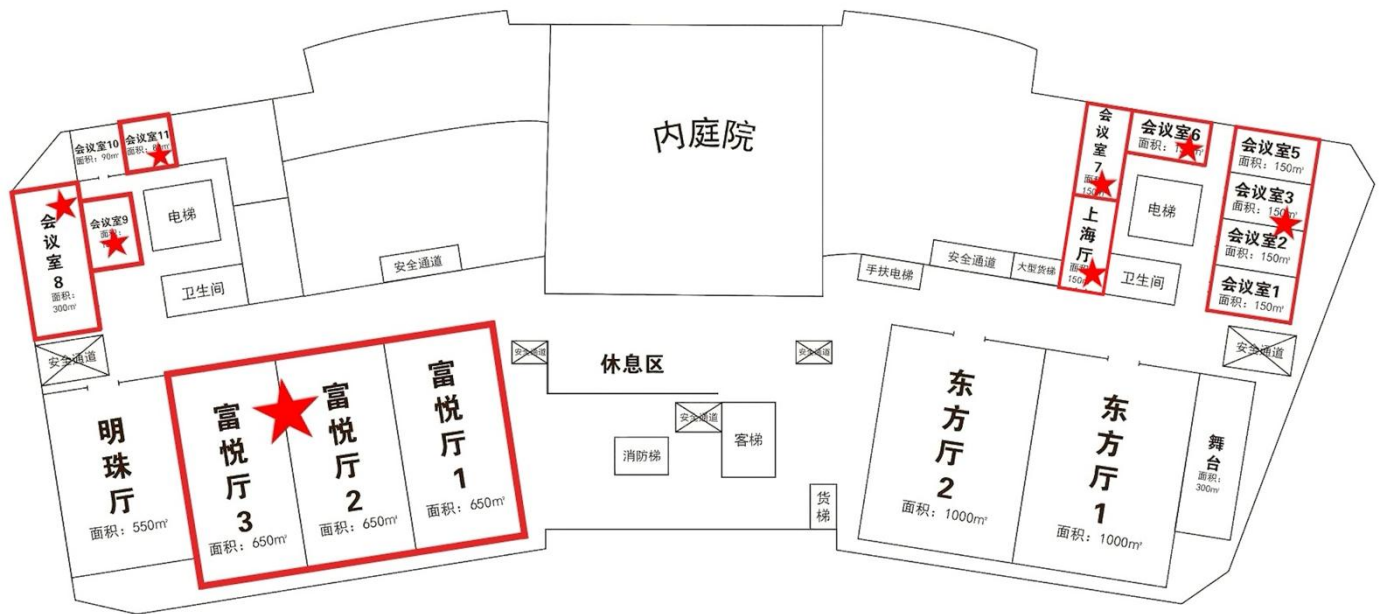 内庭院
会议室10
面积：90㎡
会议室11
会议室8
面积：
300㎡
会议室9
面积：
电梯
卫生间
安全通道
安全通道
明珠厅
面积：550㎡
富悦厅3
面积：650㎡
富悦厅2
面积：650㎡
富悦厅1
面积：650㎡
安全通道
休息区
安全通道
安全通道
消防梯
客梯
货梯
手扶电梯
安全通道
大型货梯
会议室7
150㎡
会议室6
面积：
上海厅
150㎡
电梯
卫生间
会议室5
面积：150㎡
会议室3
面积：150㎡
会议室2
面积：150㎡
会议室1
面积：150㎡
安全通道
东方厅2
面积：1000㎡
东方厅1
面积：1000㎡
舞台
面积：
300㎡